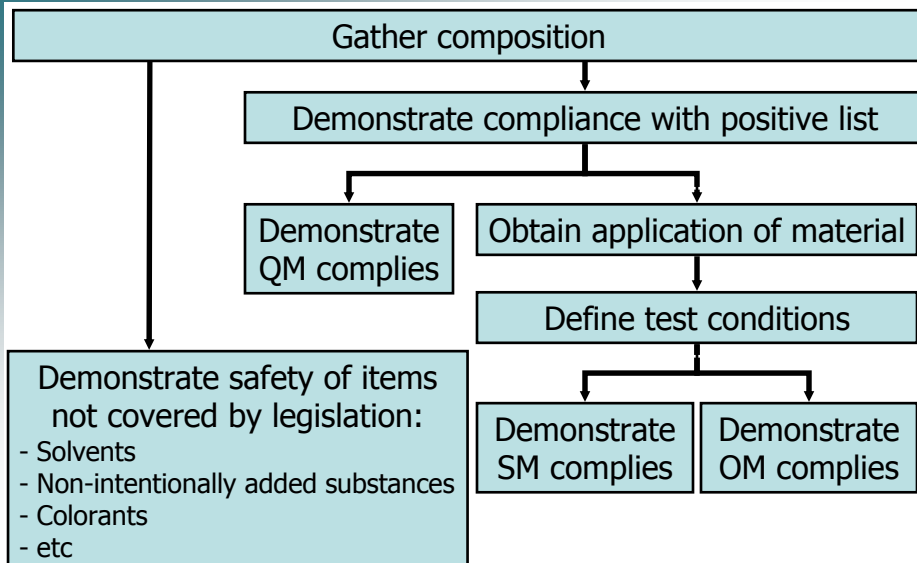 Gather composition
Demonstrate compliance with positive list
Demonstrate
QM complies
Obtain application of material
Define test conditions
Demonstrate safety of items
not covered by legislation:
- Solvents
- Non-intentionally added substances
- Colorants
- etc
Demonstrate
SM complies
Demonstrate
OM complies